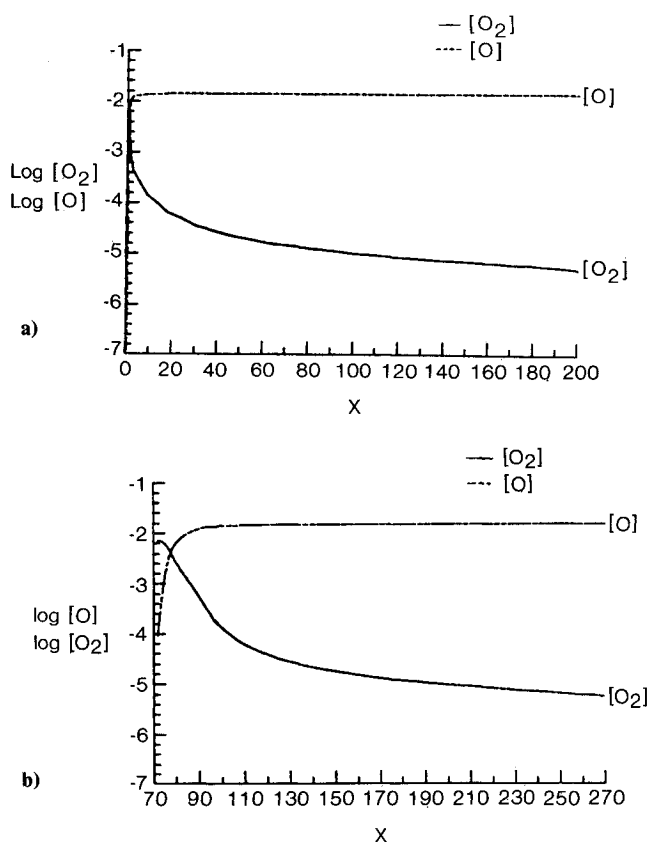 — [O2]
--- [O]
-1
-2
-3
-4
-5
-6
-7
Log [O2]
Log [O]
[O]
[O2]
a)
0 20 40 60 80 100 120 140 160 180 200
X
— [O2]
--- [O]
-1
-2
-3
-4
-5
-6
-7
log [O]
log [O2]
[O]
[O2]
b)
70 90 110 130 150 170 190 210 230 250 270
X